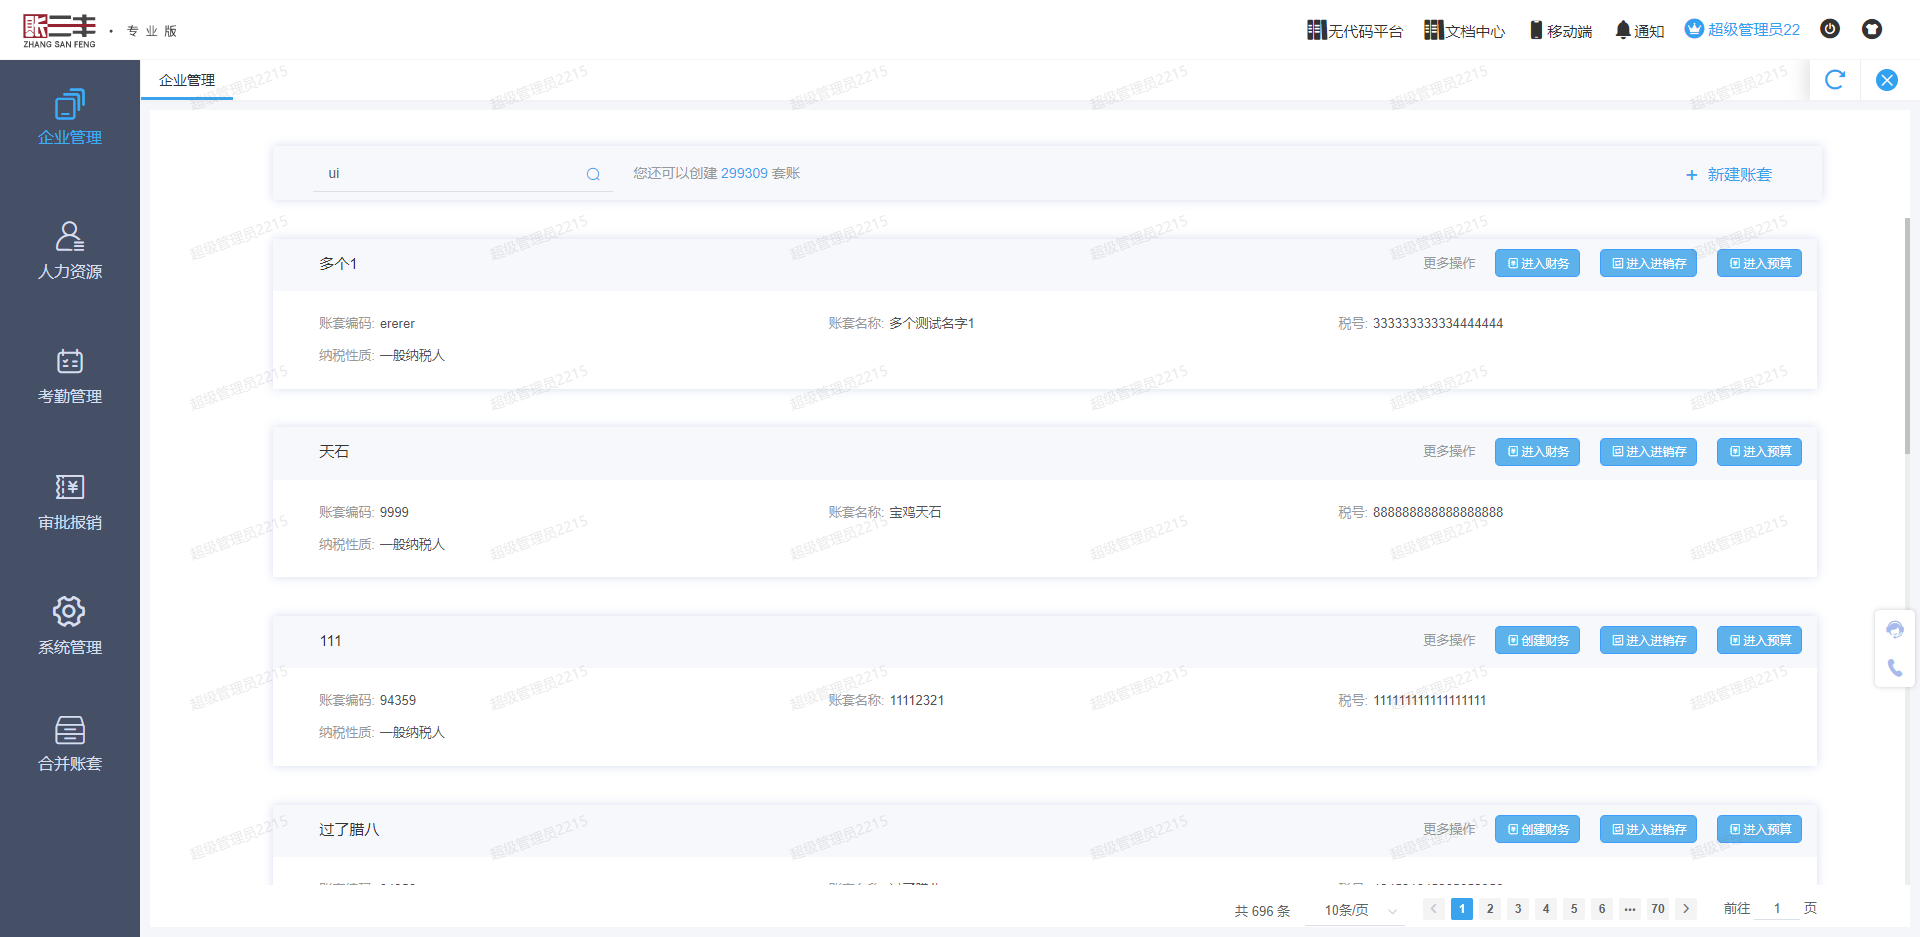 账三丰
ZHANG SAN FENG
· 专业版
无代码平台
文档中心
移动端
通知
超级管理员22
企业管理
人力资源
考勤管理
审批报销
系统管理
合并账套
企业管理
ui
您还可以创建 299309 套账
+ 新建账套
多个1
更多操作
进入财务
进入进销存
进入预算
账套编码: ererer
账套名称: 多个测试名字1
税号: 333333333334444444
纳税性质: 一般纳税人
天石
更多操作
进入财务
进入进销存
进入预算
账套编码: 9999
账套名称: 宝鸡天石
税号: 888888888888888888
纳税性质: 一般纳税人
111
更多操作
创建财务
进入进销存
进入预算
账套编码: 94359
账套名称: 11112321
税号: 111111111111111111
纳税性质: 一般纳税人
过了腊八
更多操作
创建财务
进入进销存
进入预算
共 696 条
10条/页
1
2
3
4
5
6
···
70
前往 1 页
超级管理员2215